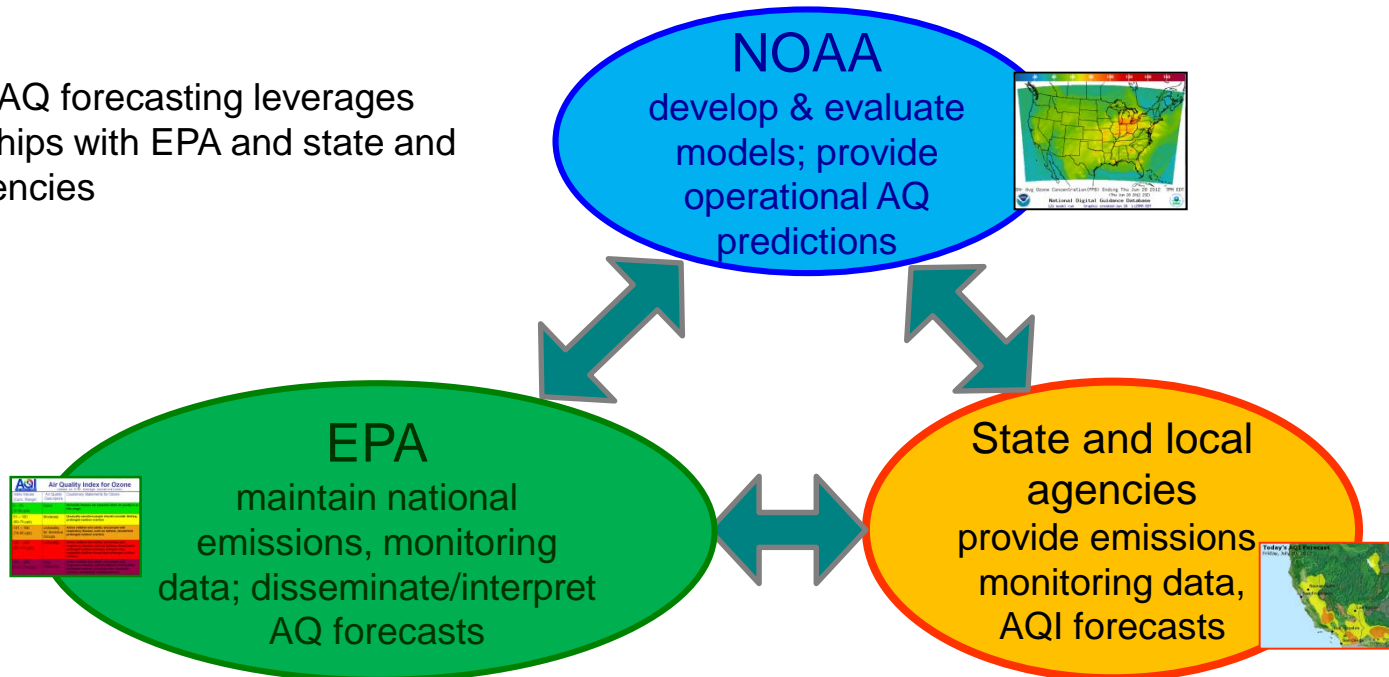 AQ forecasting leverages
hips with EPA and state and
encies
NOAA
develop & evaluate
models; provide
operational AQ
predictions
National Digital Guidance Database
EPA
maintain national
emissions, monitoring
data; disseminate/interpret
AQ forecasts
AQI
Air Quality Index for Ozone
State and local
agencies
provide emissions
monitoring data,
AQI forecasts
Today's AQI Forecast